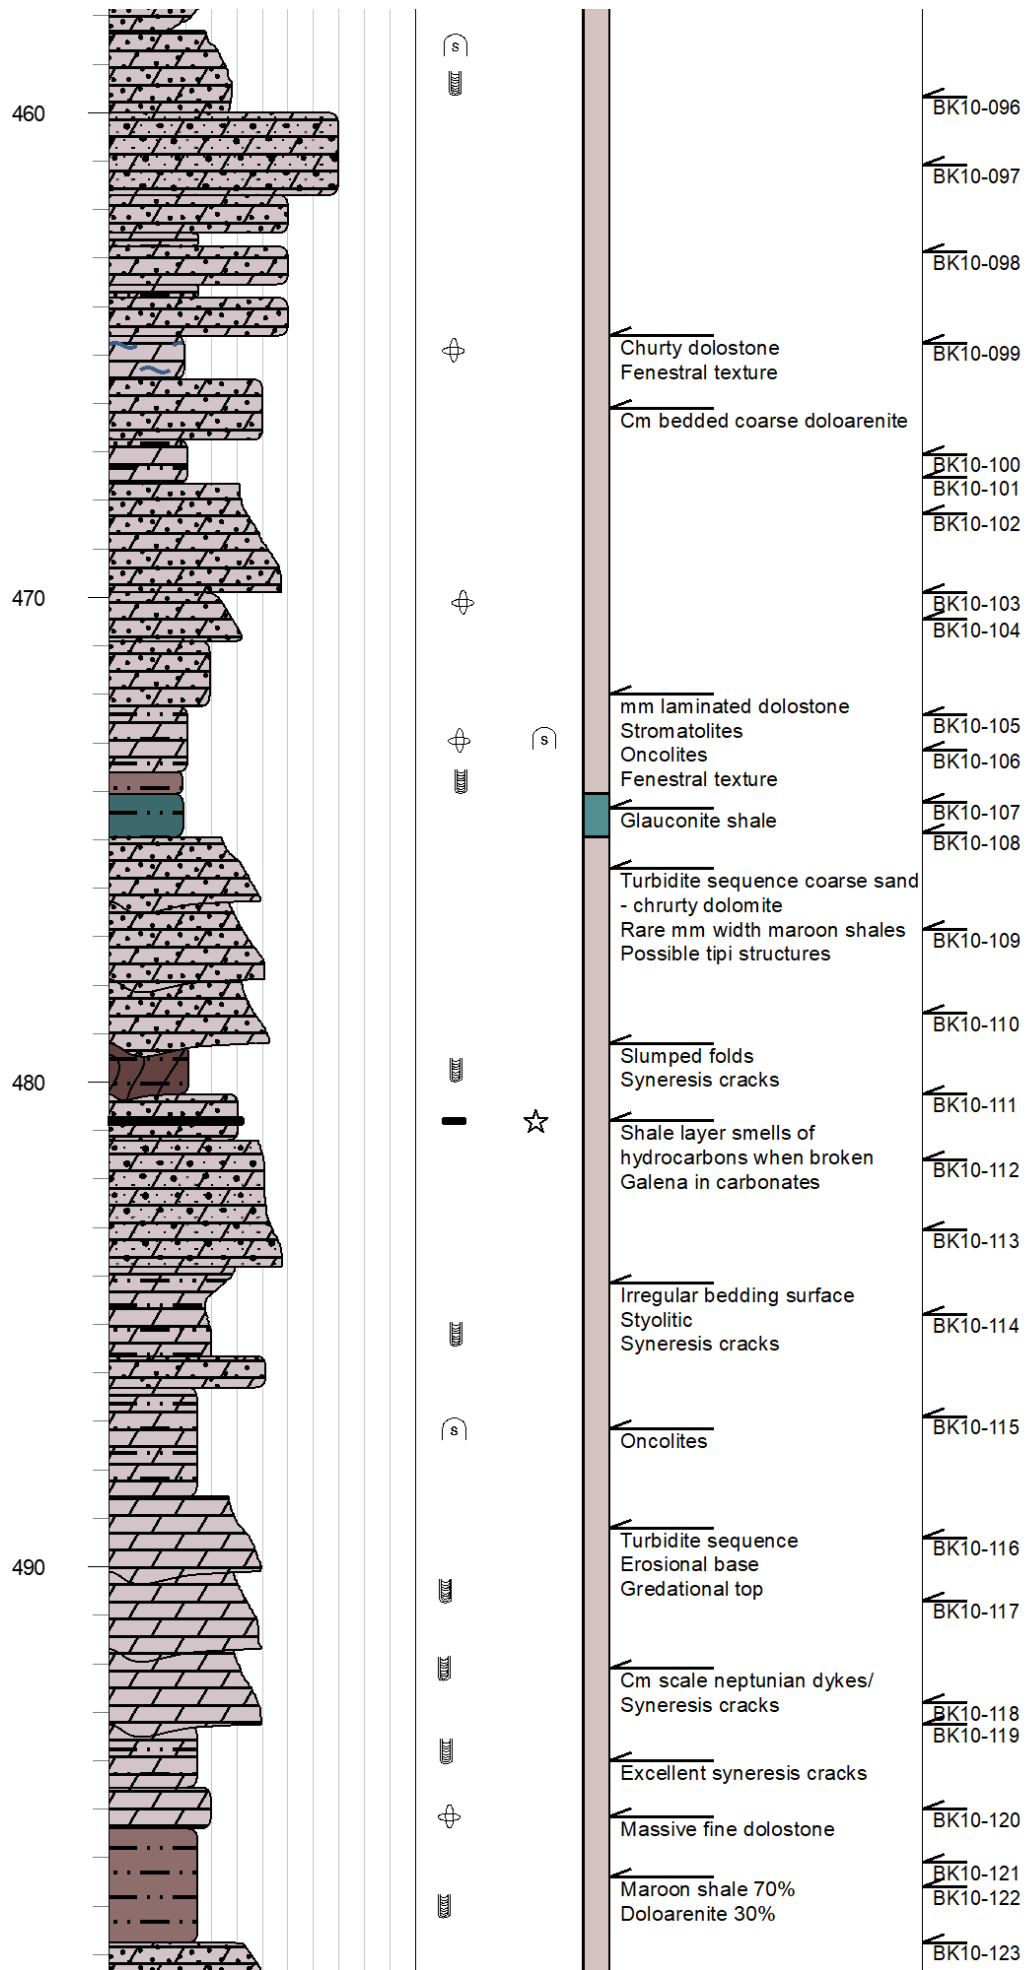 s
BK10-096
460
BK10-097
BK10-098
Churty dolostone
Fenestral texture
BK10-099
Cm bedded coarse doloarenite
BK10-100
BK10-101
BK10-102
470
BK10-103
BK10-104
mm laminated dolostone
Stromatolites
Oncolites
Fenestral texture
s
BK10-105
BK10-106
BK10-107
Glauconite shale
BK10-108
Turbidite sequence coarse sand
- chrurty dolomite
Rare mm width maroon shales
Possible tipi structures
BK10-109
BK10-110
Slumped folds
Syneresis cracks
480
BK10-111
Shale layer smells of
hydrocarbons when broken
Galena in carbonates
BK10-112
BK10-113
Irregular bedding surface
Styolitic
Syneresis cracks
BK10-114
s
Oncolites
BK10-115
Turbidite sequence
Erosional base
Gredational top
BK10-116
490
BK10-117
Cm scale neptunian dykes/
Syneresis cracks
BK10-118
BK10-119
Excellent syneresis cracks
Massive fine dolostone
BK10-120
BK10-121
Maroon shale 70%
Doloarenite 30%
BK10-122
BK10-123